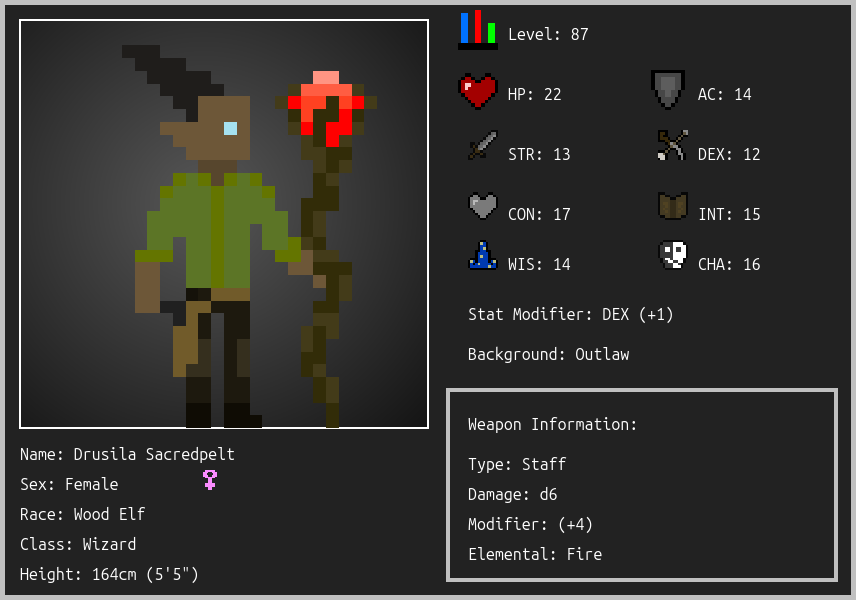 Level: 87
HP: 22 AC: 14
STR: 13 DEX: 12
CON: 17 INT: 15
WIS: 14 CHA: 16
Stat Modifier: DEX (+1)
Background: Outlaw
Weapon Information:
Type: Staff
Damage: d6
Modifier: (+4)
Elemental: Fire
Name: Drusila Sacredpelt
Sex: Female
Race: Wood Elf
Class: Wizard
Height: 164cm (5'5")